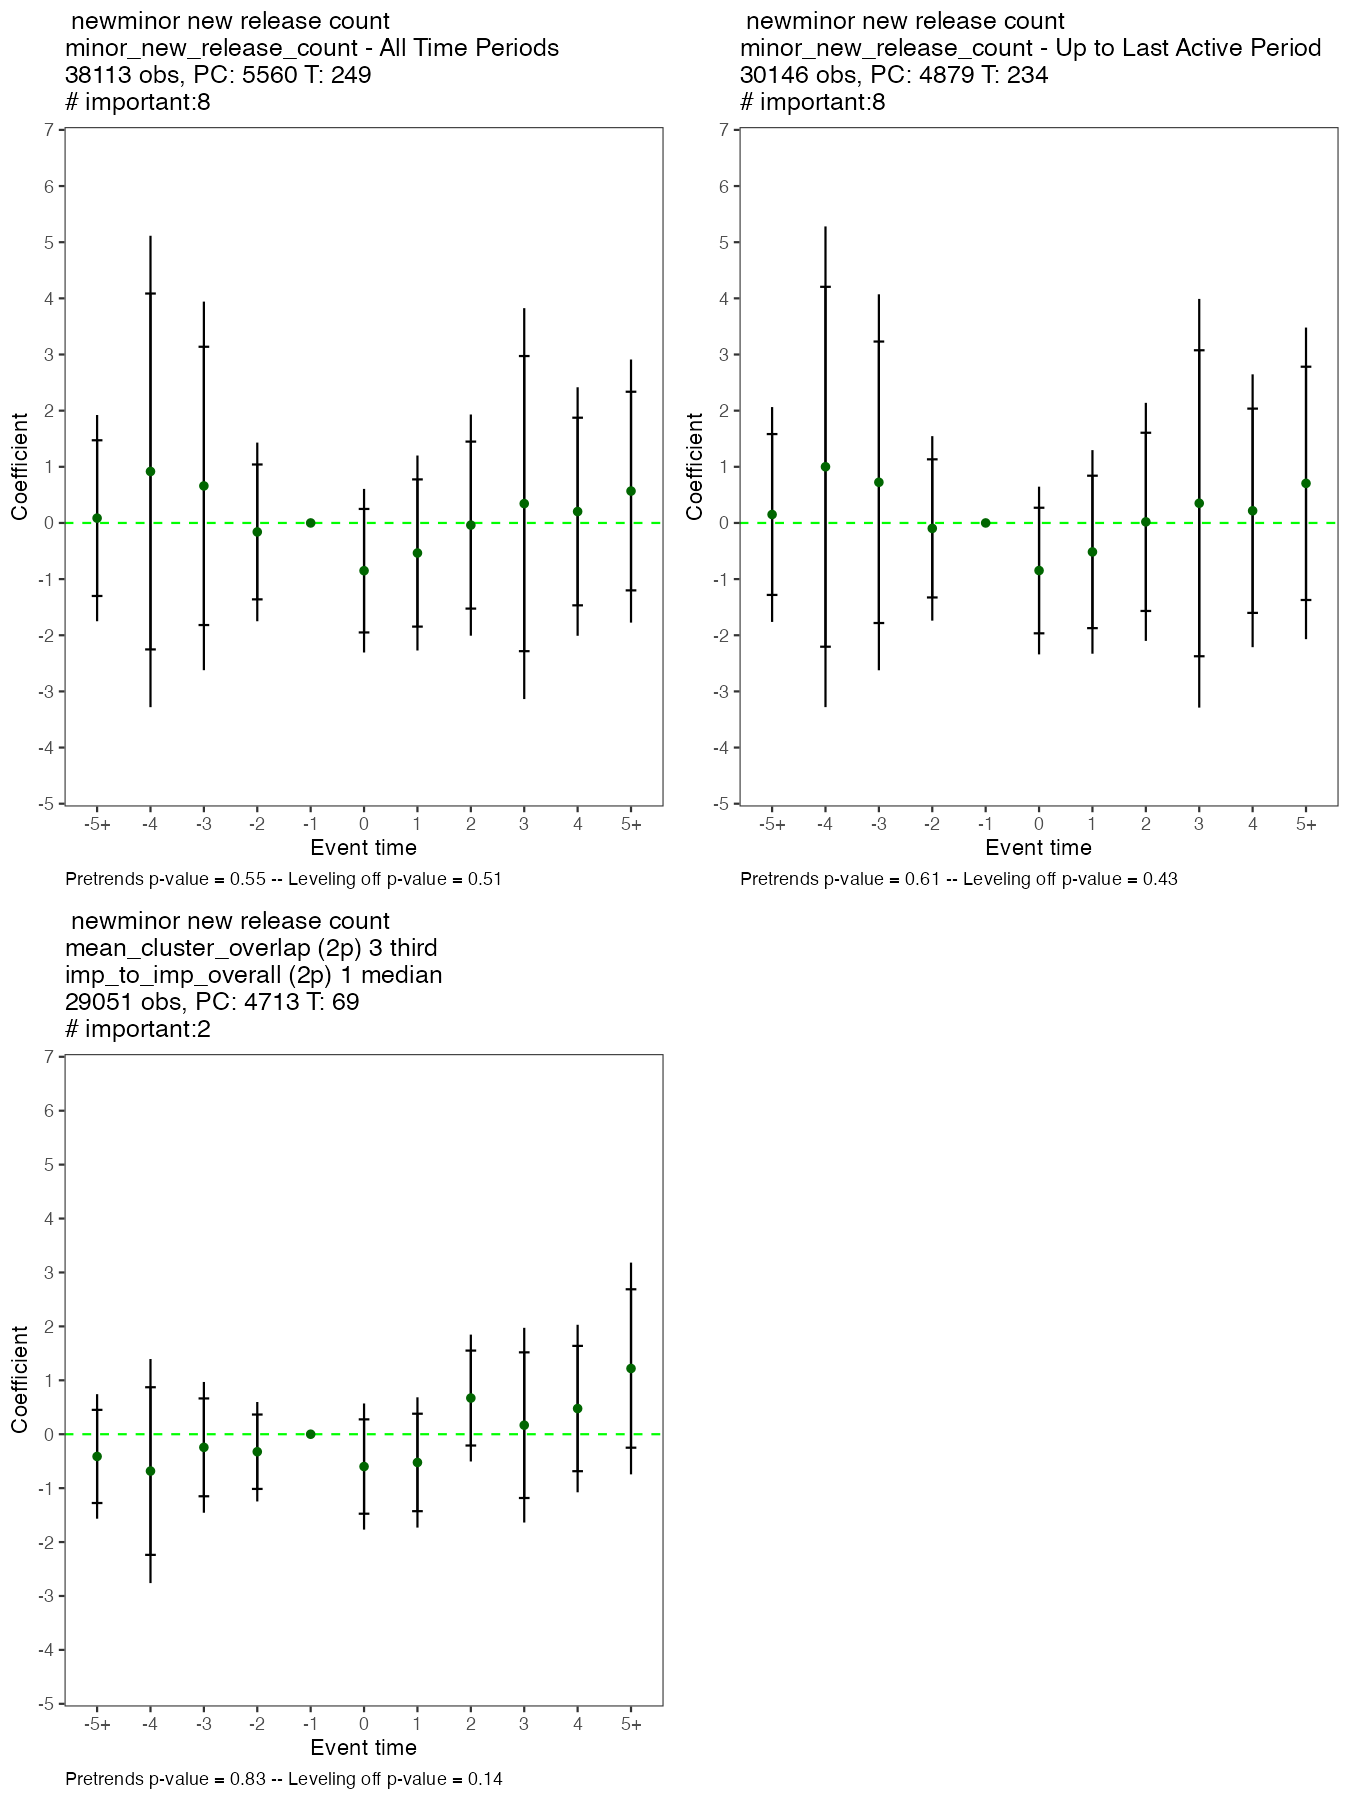 newminor new release count
minor_new_release_count - All Time Periods
38113 obs, PC: 5560 T: 249
# important:8
7
6
5
4
3
2
1
0
-1
-2
-3
-4
-5
Coefficient
-5+ -4 -3 -2 -1 0 1 2 3 4 5+
Event time
Pretrends p-value = 0.55 -- Leveling off p-value = 0.51
newminor new release count
minor_new_release_count - Up to Last Active Period
30146 obs, PC: 4879 T: 234
# important:8
7
6
5
4
3
2
1
0
-1
-2
-3
-4
-5
Coefficient
-5+ -4 -3 -2 -1 0 1 2 3 4 5+
Event time
Pretrends p-value = 0.61 -- Leveling off p-value = 0.43
newminor new release count
mean_cluster_overlap (2p) 3 third
imp_to_imp_overall (2p) 1 median
29051 obs, PC: 4713 T: 69
# important:2
7
6
5
4
3
2
1
0
-1
-2
-3
-4
-5
Coefficient
-5+ -4 -3 -2 -1 0 1 2 3 4 5+
Event time
Pretrends p-value = 0.83 -- Leveling off p-value = 0.14